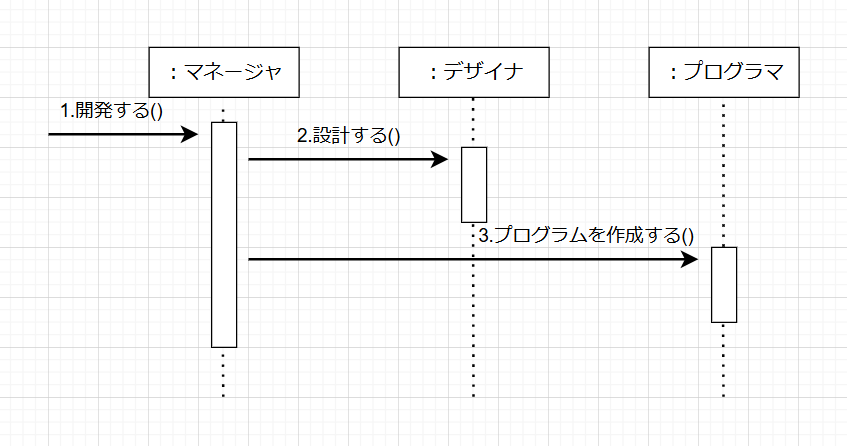 ：マネージャ
：デザイナ
：プログラマ
1.開発する()
2.設計する()
3.プログラムを作成する()